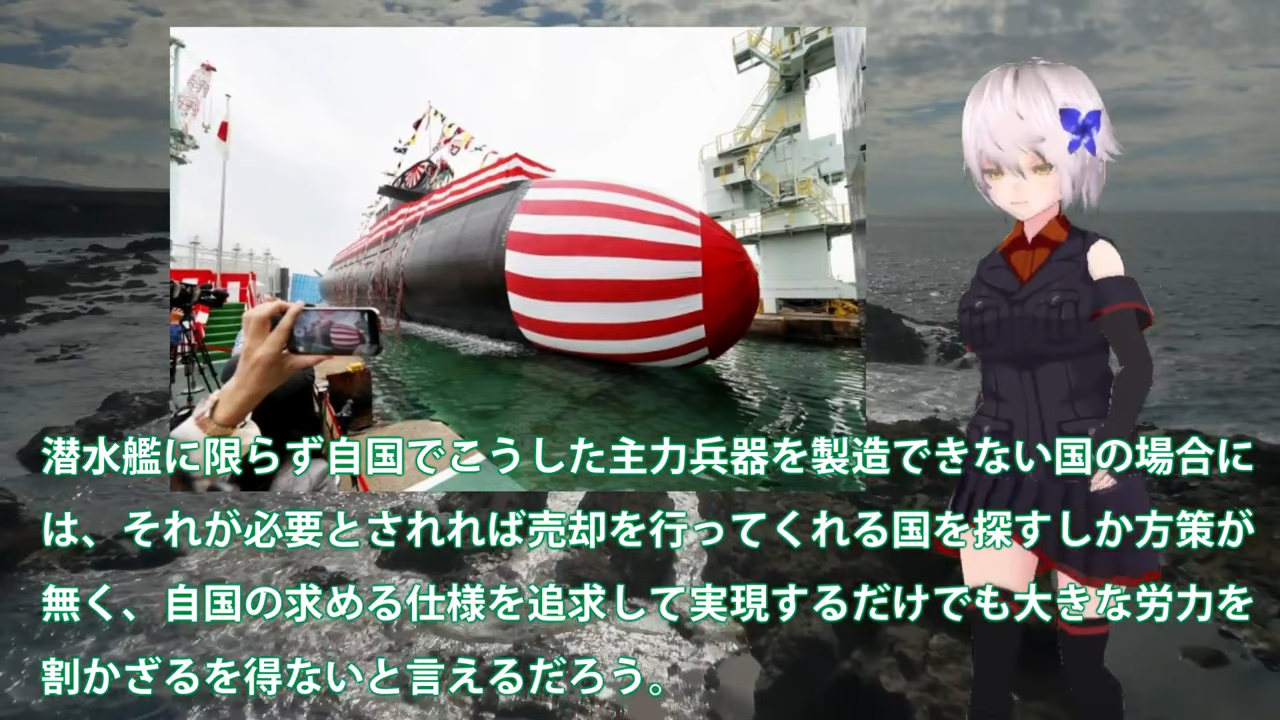 潜水艦に限らず自国でこうした主力兵器を製造できない国の場合に
は、それが必要とされれば売却を行ってくれる国を探すしか方策が
無く、自国の求める仕様を追求して実現するだけでも大きな労力を
割かざるを得ないと言えるだろう。